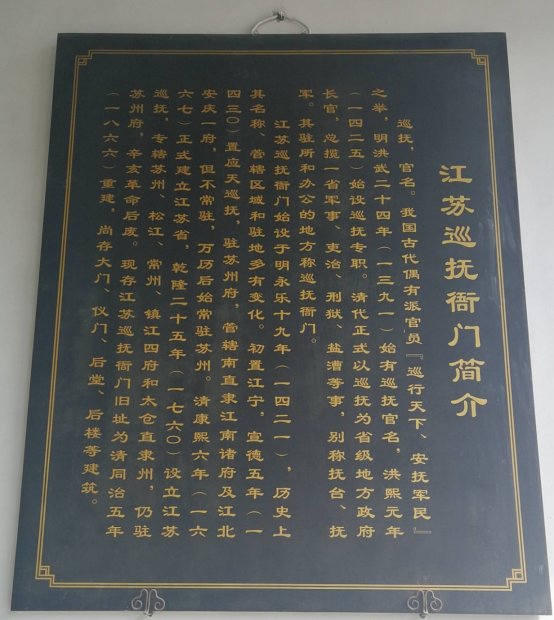 江苏巡抚衙门简介
巡抚，官名。我国古代偶有派官员『巡行天下、安抚军民』
之举，明洪武二十四年（一三九一）始有巡抚官名，洪熙元年
（一四二五）始设巡抚专职。清代正式以巡抚为省级地方政府
长官，总揽一省军事、吏治、刑狱、盐漕等事，别称抚台、抚
军。其驻所和办公的地方称巡抚衙门。
江苏巡抚衙门始设于明永乐十九年（一四二一），历史上
其名称、管辖区域和驻地多有变化。初置江宁，宣德五年（一
四三〇）置应天巡抚，驻苏州府，管辖南直隶江南诸府及江北
安庆一府，但不常驻，万历后始常驻苏州。清康熙六年（一六
六七）正式建立江苏省，乾隆二十五年（一七六〇）设立江苏
巡抚，专辖苏州、松江、常州、镇江四府和太仓直隶州，仍驻
苏州府，辛亥革命后废。现存江苏巡抚衙门旧址为清同治五年
（一八六六）重建，尚存大门、仪门、后堂、后楼等建筑。